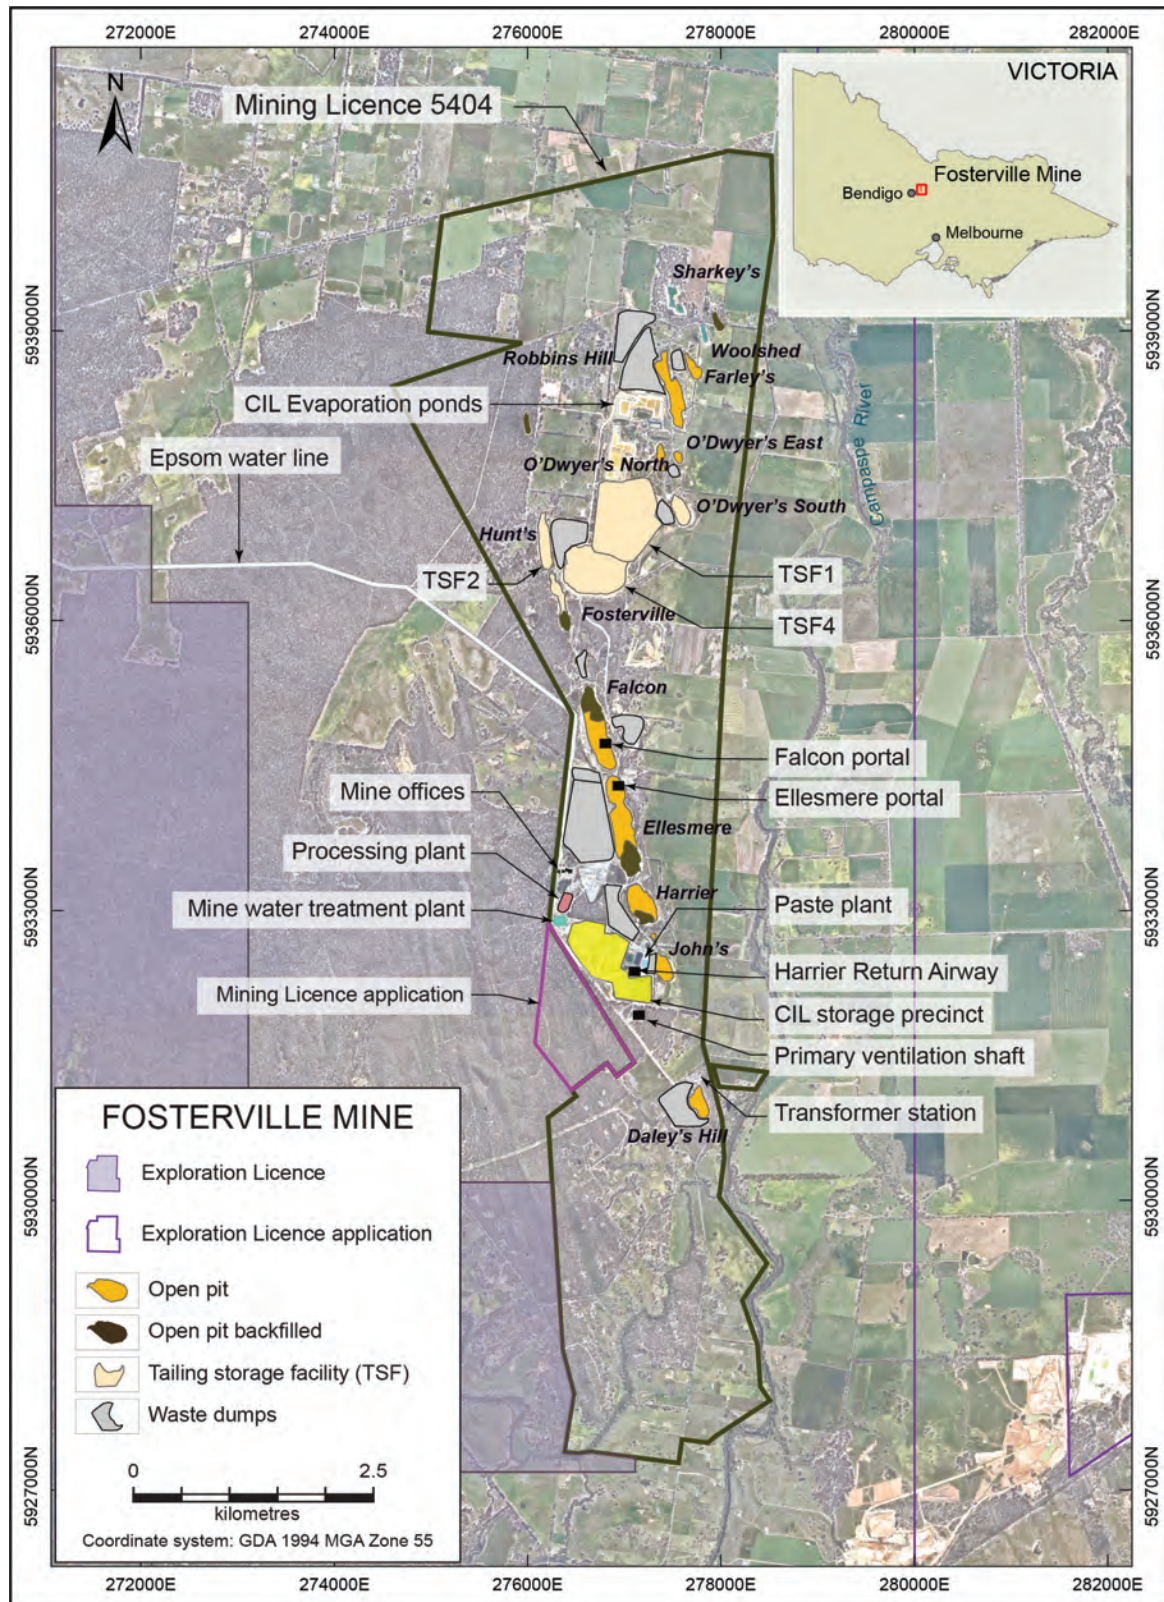 272000E
274000E
276000E
278000E
280000E
282000E
N
VICTORIA
Fosterville Mine
Bendigo
Melbourne
Mining Licence 5404
5939000N
5939000N
Sharkey's
Woolshed
Robbins Hill
Farley's
CIL Evaporation ponds
Campaspe River
O'Dwyer's East
Epsom water line
O'Dwyer's North
O'Dwyer's South
Hunt's
TSF2
TSF1
5936000N
5936000N
Fosterville
TSF4
Falcon
Falcon portal
Mine offices
Ellesmere portal
Ellesmere
Processing plant
Harrier
Paste plant
5933000N
5933000N
Mine water treatment plant
John's
Harrier Return Airway
Mining Licence application
CIL storage precinct
Primary ventilation shaft
Transformer station
Daley's Hill
5930000N
5930000N
FOSTERVILLE MINE
Exploration Licence
Exploration Licence application
Open pit
Open pit backfilled
Tailing storage facility (TSF)
Waste dumps
0
2.5
kilometres
Coordinate system: GDA 1994 MGA Zone 55
5927000N
5927000N
272000E
274000E
276000E
278000E
280000E
282000E